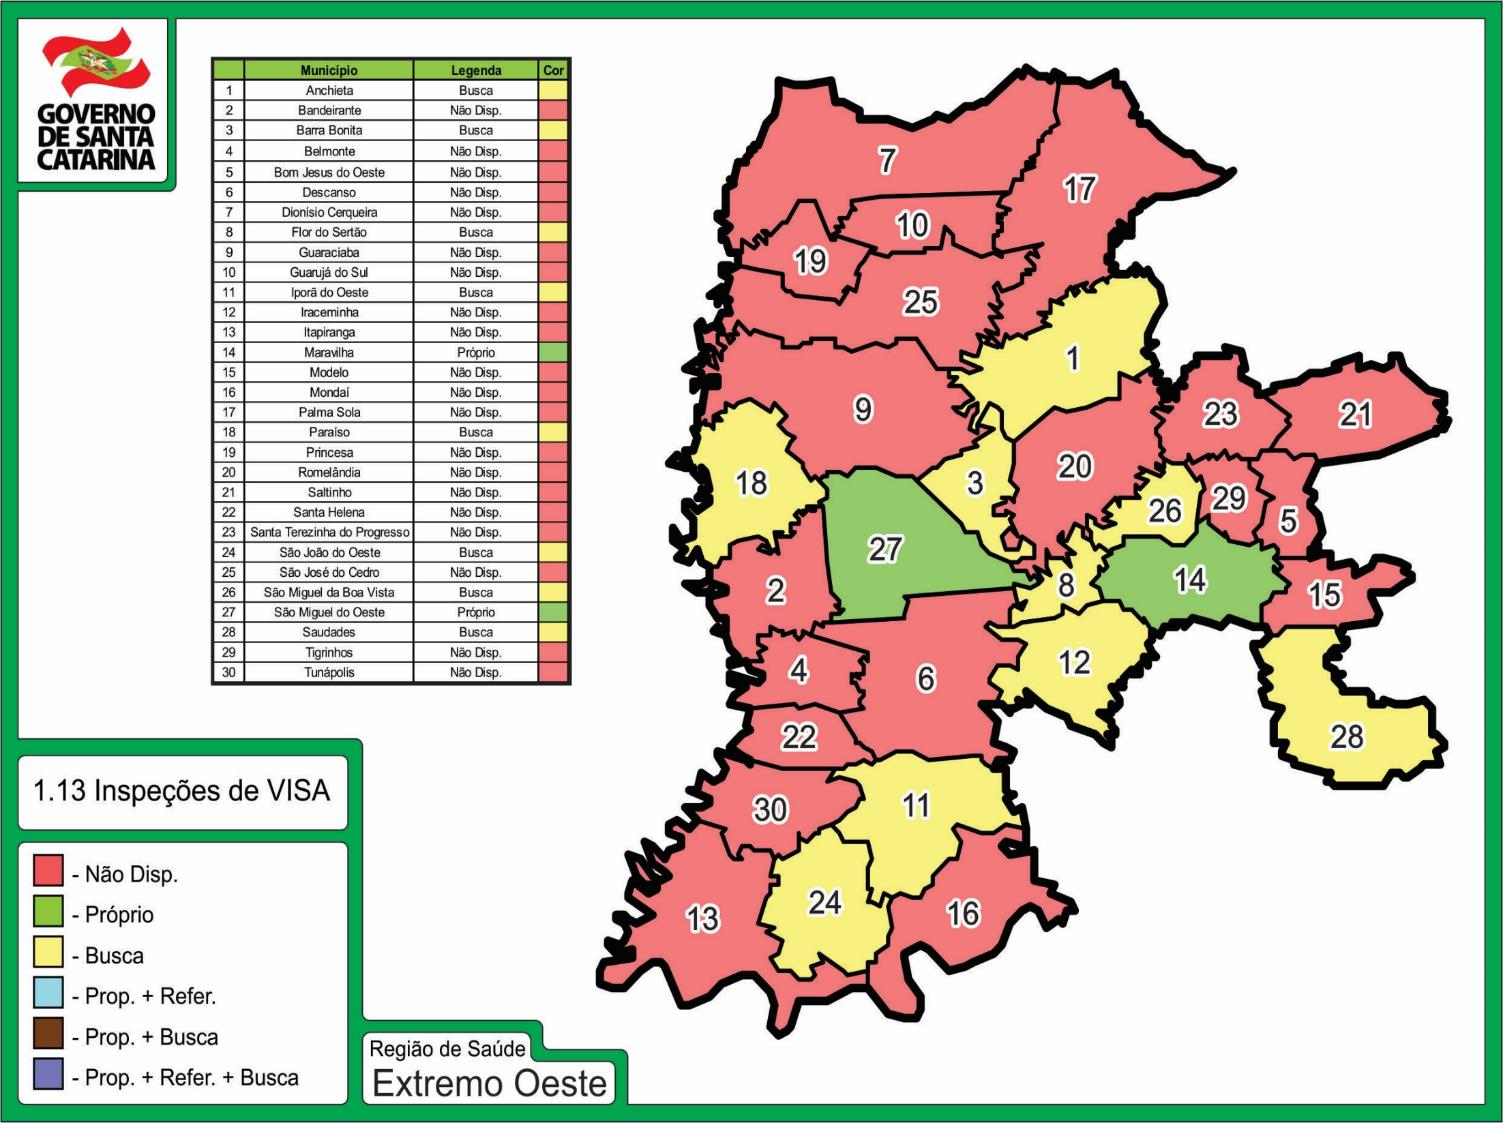 GOVERNO
DE SANTA
CATARINA
Município Legenda Cor
1 Anchieta Busca
2 Bandeirante Não Disp.
3 Barra Bonita Busca
4 Belmonte Não Disp.
5 Bom Jesus do Oeste Não Disp.
6 Descanso Não Disp.
7 Dionísio Cerqueira Não Disp.
8 Flor do Sertão Busca
9 Guaraciaba Não Disp.
10 Guarujá do Sul Não Disp.
11 Iporã do Oeste Busca
12 Iraceminha Não Disp.
13 Itapiranga Não Disp.
14 Maravilha Próprio
15 Modelo Não Disp.
16 Mondaí Não Disp.
17 Palma Sola Não Disp.
18 Paraíso Busca
19 Princesa Não Disp.
20 Romelândia Não Disp.
21 Saltinho Não Disp.
22 Santa Helena Não Disp.
23 Santa Terezinha do Progresso Não Disp.
24 São João do Oeste Busca
25 São José do Cedro Não Disp.
26 São Miguel da Boa Vista Busca
27 São Miguel do Oeste Próprio
28 Saudades Busca
29 Tigrinhos Não Disp.
30 Tunápolis Não Disp.
7
17
10
19
25
1
9
23
21
20
18
3
26
29
5
27
2
8
14
15
12
4
6
22
28
30
11
24
13
16
1.13 Inspeções de VISA
- Não Disp.
- Próprio
- Busca
- Prop. + Refer.
- Prop. + Busca
- Prop. + Refer. + Busca
Região de Saúde
Extremo Oeste